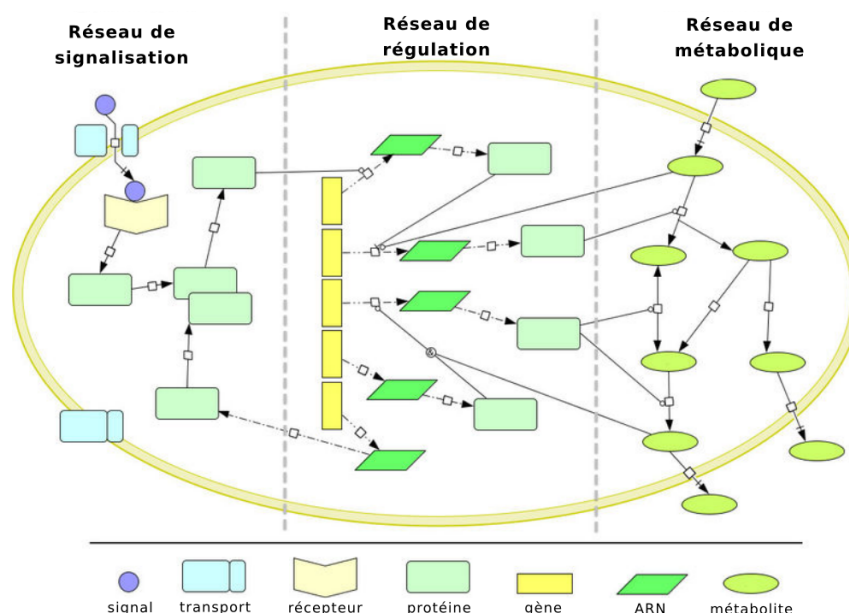 Réseau de
signalisation
Réseau de
régulation
Réseau de
métabolique
signal
transport
récepteur
protéine
gène
ARN
métabolite